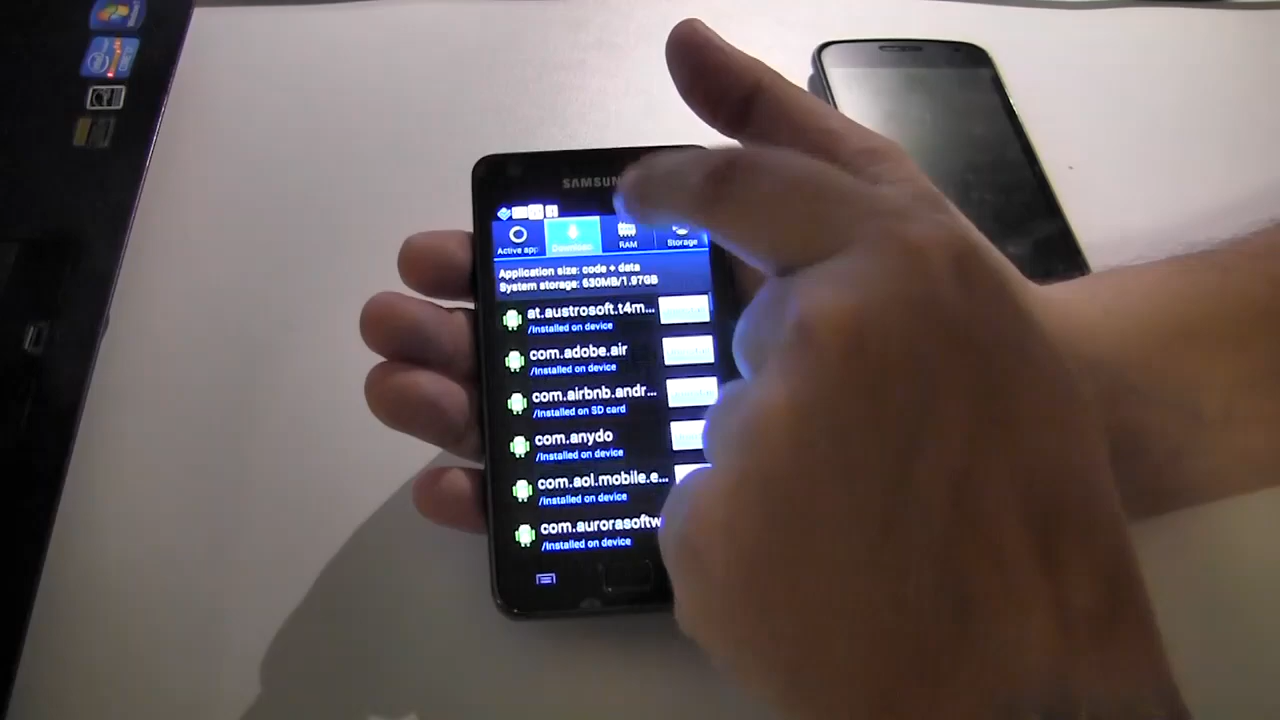 SAMSUN
Active app
Download
RAM
Storage
Application size: code + data
System storage: 630MB/1.97GB
at.austrosoft.t4m...
/Installed on device
com.adobe.air
/Installed on device
com.airbnb.andr...
/Installed on SD card
com.anydo
/Installed on device
com.aol.mobile.e...
/Installed on device
com.aurorasoftw
/Installed on device